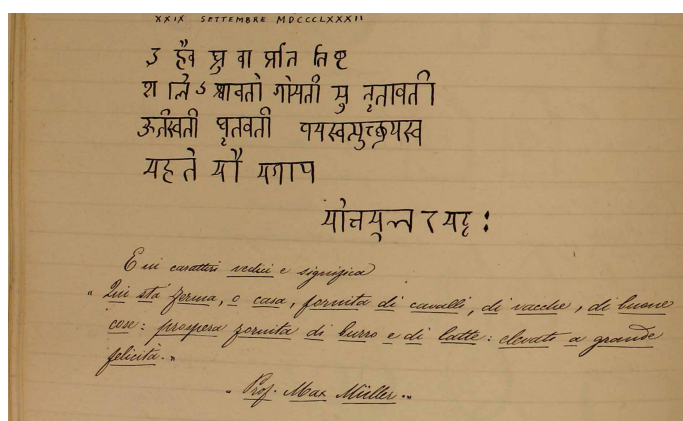 XXIX SETTEMBRE MDCCCLXXXII
इ हैव ध्रु वा प्रति तिष्ट
शा ले ऽ श्वावतो गोमती सु नृतावती
ऊर्जस्वती घृतवती पयस्वत्युच्छ्रयस्व
महते सौ भगाय
E in caratteri vedici e significa
"Qui sta ferma, o casa, fornita di cavalli, di vacche, di buone
cose: prospera fornita di burro e di latte: elevati a grande
felicità."
"Prof. Max Müller."